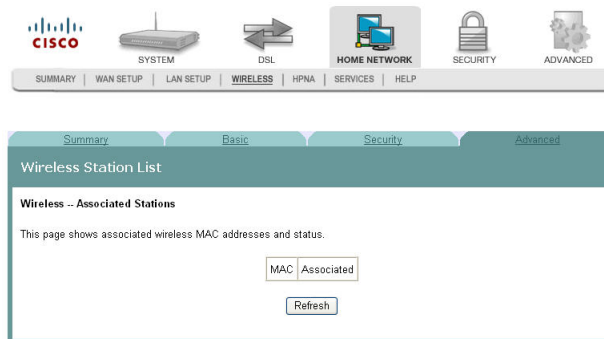 CISCO
SYSTEM DSL HOME NETWORK SECURITY ADVANCED
SUMMARY | WAN SETUP | LAN SETUP | WIRELESS | HPNA | SERVICES | HELP
Summary Basic Security Advanced
Wireless Station List
Wireless -- Associated Stations
This page shows associated wireless MAC addresses and status.
MAC Associated
Refresh